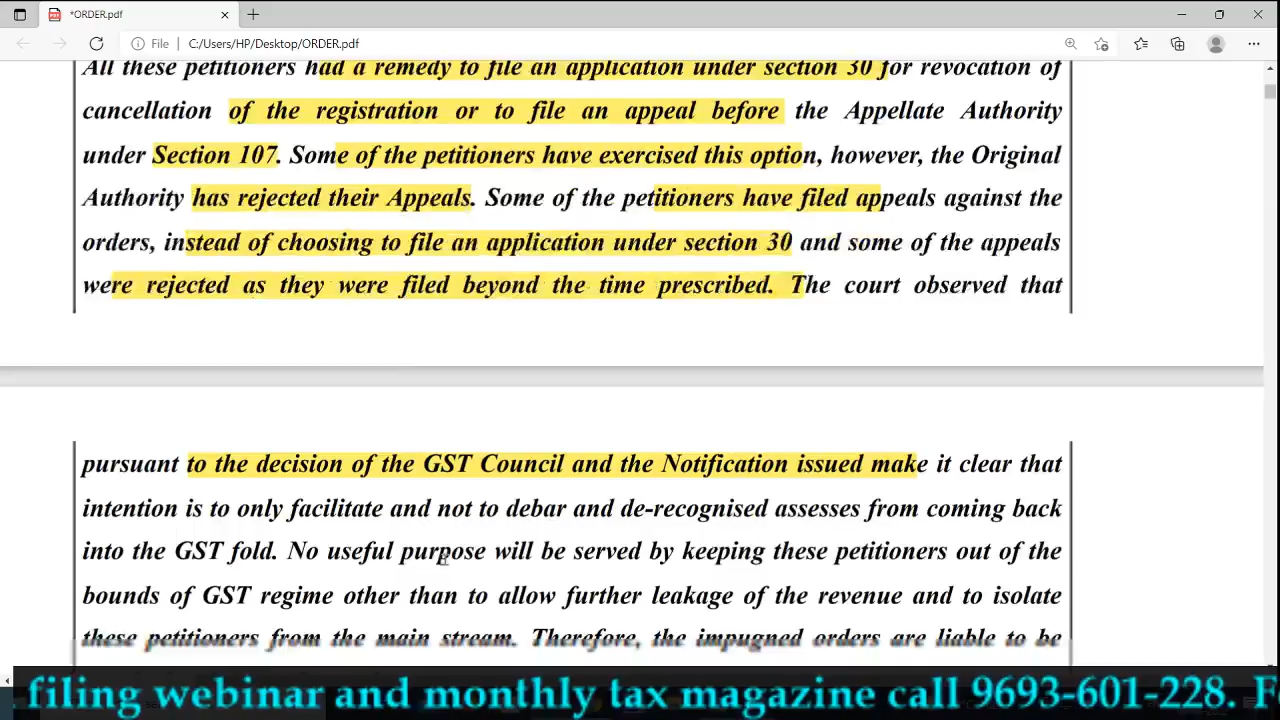 *ORDER.pdf
File C:/Users/HP/Desktop/ORDER.pdf
All these petitioners had a remedy to file an application under section 30 for revocation of
cancellation of the registration or to file an appeal before the Appellate Authority
under Section 107. Some of the petitioners have exercised this option, however, the Original
Authority has rejected their Appeals. Some of the petitioners have filed appeals against the
orders, instead of choosing to file an application under section 30 and some of the appeals
were rejected as they were filed beyond the time prescribed. The court observed that
pursuant to the decision of the GST Council and the Notification issued make it clear that
intention is to only facilitate and not to debar and de-recognised assesses from coming back
into the GST fold. No useful purpose will be served by keeping these petitioners out of the
bounds of GST regime other than to allow further leakage of the revenue and to isolate
these petitioners from the main stream. Therefore, the impugned orders are liable to be
filing webinar and monthly tax magazine call 9693-601-228. F